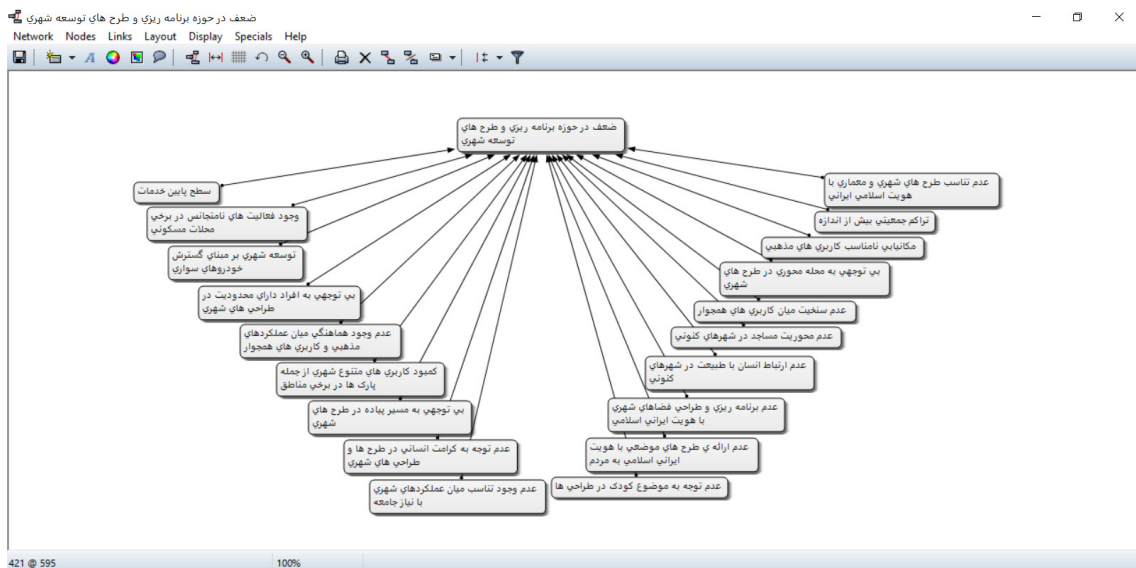 ضعف در حوزه برنامه ريزي و طرح هاي توسعه شهري
Network Nodes Links Layout Display Specials Help
ضعف در حوزه برنامه ريزي و طرح هاي
توسعه شهري
سطح پايين خدمات
وجود فعاليت هاي نامتجانس در برخي
محلات مسكوني
توسعه شهري بر مبناي گسترش
خودروهاي سواري
بي توجهي به افراد داراي محدوديت در
طراحي هاي شهري
عدم وجود هماهنگي ميان عملكردهاي
مذهبي و كاربري هاي همجوار
كمبود كاربري هاي متنوع شهري از جمله
پارک ها در برخي مناطق
بي توجهي به مسير پياده در طرح هاي
شهري
عدم توجه به كرامت انساني در طرح ها و
طراحي هاي شهري
عدم وجود تناسب ميان عملكردهاي شهري
با نياز جامعه
عدم تناسب طرح هاي شهري و معماري با
هويت اسلامي ايراني
تراكم جمعيتي بيش از اندازه
مكانيابي نامناسب كاربري هاي مذهبي
بي توجهي به محله محوري در طرح هاي
شهري
عدم سنخيت ميان كاربري هاي همجوار
عدم محوريت مساجد در شهرهاي كنوني
عدم ارتباط انسان با طبيعت در شهرهاي
كنوني
عدم برنامه ريزي و طراحي فضاهاي شهري
با هويت ايراني اسلامي
عدم ارائه ي طرح هاي موضعي با هويت
ايراني اسلامي به مردم
عدم توجه به موضوع كودک در طراحي ها
421 @ 595 100%